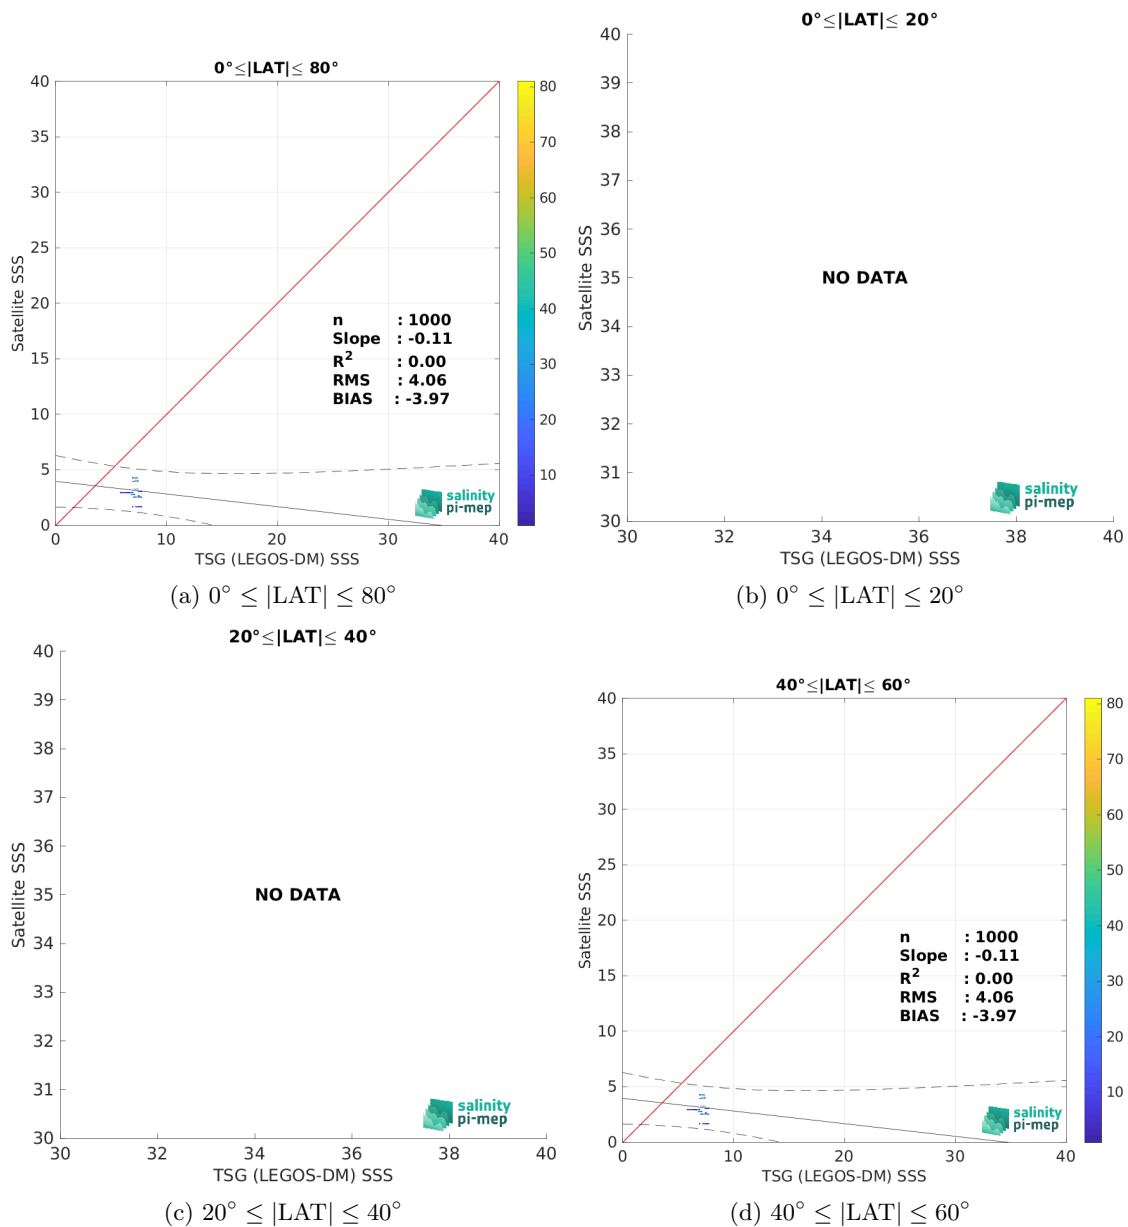 0°≤|LAT|≤ 80°
40
35
30
25
20
15
10
5
0
Satellite SSS
0
10
20
30
40
TSG (LEGOS-DM) SSS
n : 1000
Slope : -0.11
R² : 0.00
RMS : 4.06
BIAS : -3.97
salinity
pi-mep
80
70
60
50
40
30
20
10
(a) 0° ≤ |LAT| ≤ 80°
0°≤|LAT|≤ 20°
40
39
38
37
36
35
34
33
32
31
30
Satellite SSS
NO DATA
salinity
pi-mep
30
32
34
36
38
40
TSG (LEGOS-DM) SSS
(b) 0° ≤ |LAT| ≤ 20°
20°≤|LAT|≤ 40°
40
39
38
37
36
35
34
33
32
31
30
Satellite SSS
NO DATA
salinity
pi-mep
30
32
34
36
38
40
TSG (LEGOS-DM) SSS
(c) 20° ≤ |LAT| ≤ 40°
40°≤|LAT|≤ 60°
40
35
30
25
20
15
10
5
0
Satellite SSS
n : 1000
Slope : -0.11
R² : 0.00
RMS : 4.06
BIAS : -3.97
salinity
pi-mep
0
10
20
30
40
TSG (LEGOS-DM) SSS
80
70
60
50
40
30
20
10
(d) 40° ≤ |LAT| ≤ 60°